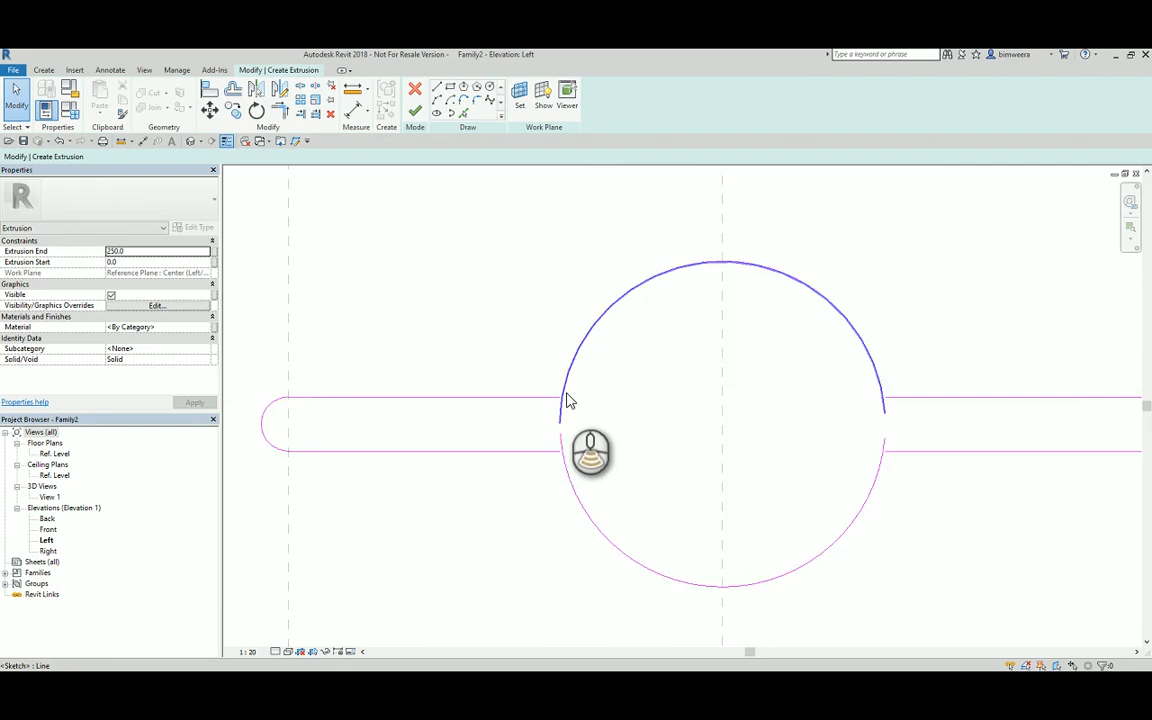 Autodesk Revit 2018 - Not For Resale Version - Family2 - Elevation: Left
Type a keyword or phrase
bimweera
File Create Insert Annotate View Manage Add-Ins Modify | Create Extrusion
Modify
Paste
Cut
Join
Create
Set Show Viewer
Select Properties Clipboard Geometry Modify Measure Create Mode Draw Work Plane
Modify | Create Extrusion
Properties
Extrusion Edit Type
Constraints
Extrusion End 250.0
Extrusion Start 0.0
Work Plane Reference Plane : Center (Left/...
Graphics
Visible
Visibility/Graphics Overrides Edit...
Materials and Finishes
Material <By Category>
Identity Data
Subcategory <None>
Solid/Void Solid
Properties help Apply
Project Browser - Family2
Views (all)
Floor Plans
Ref. Level
Ceiling Plans
Ref. Level
3D Views
View 1
Elevations (Elevation 1)
Back
Front
Left
Right
Sheets (all)
Families
Groups
Revit Links
1 : 20
<Sketch> : Line
:0